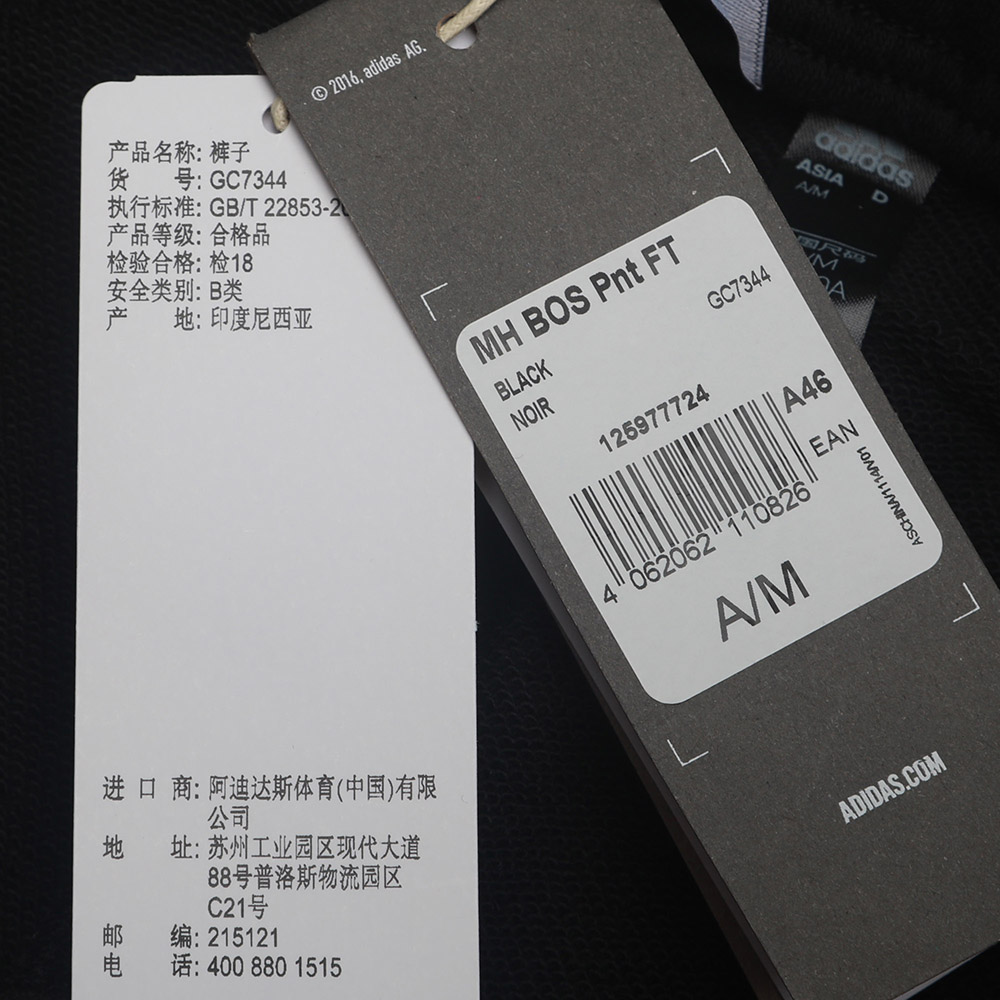 产品名称: 裤子
货 号: GC7344
执行标准: GB/T 22853-20
产品等级: 合格品
检验合格: 检18
安全类别: B类
产 地: 印度尼西亚
进 口 商: 阿迪达斯体育(中国)有限
公司
地 址: 苏州工业园区现代大道
88号普洛斯物流园区
C21号
邮 编: 215121
电 话: 400 880 1515
© 2016, adidas AG.
MH BOS Pnt FT
GC7344
BLACK
NOIR
125977724
A46
EAN
4 062062 110826
A/M
ADIDAS.COM
adidas
ASIA D
A/M